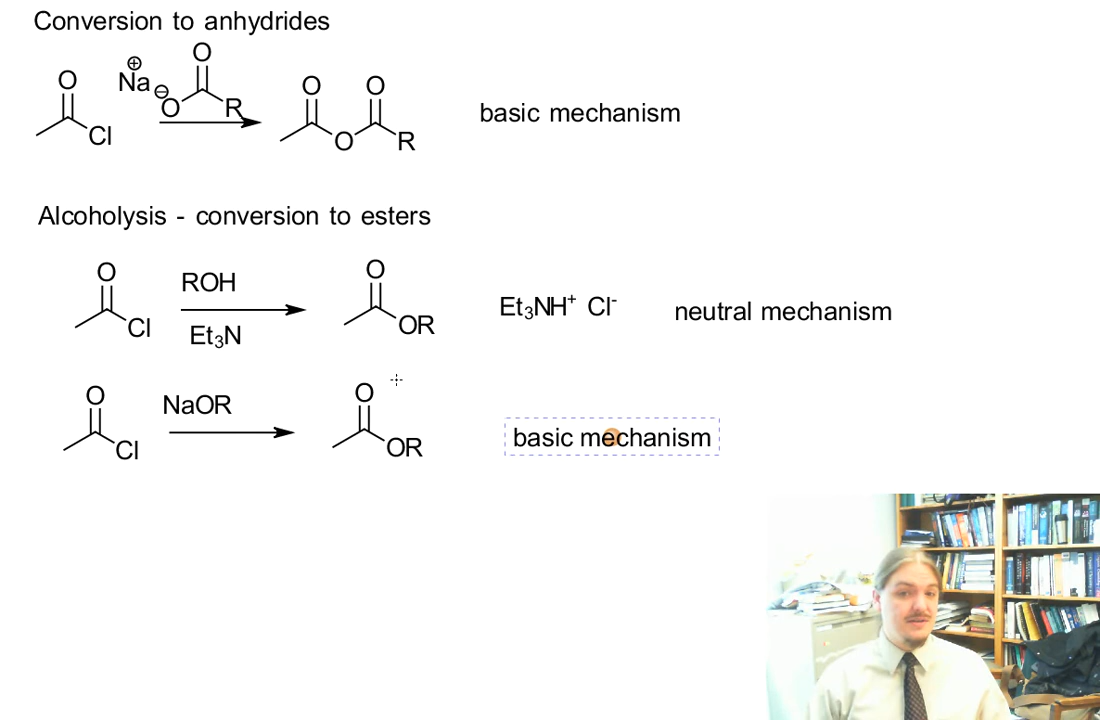 Conversion to anhydrides
O
⊕
Na
⊖
O
O
R
Cl
O
O
O
O
R
basic mechanism
Alcoholysis - conversion to esters
O
Cl
ROH
Et₃N
O
OR
Et₃NH⁺ Cl⁻
neutral mechanism
O
Cl
NaOR
O
OR
basic mechanism